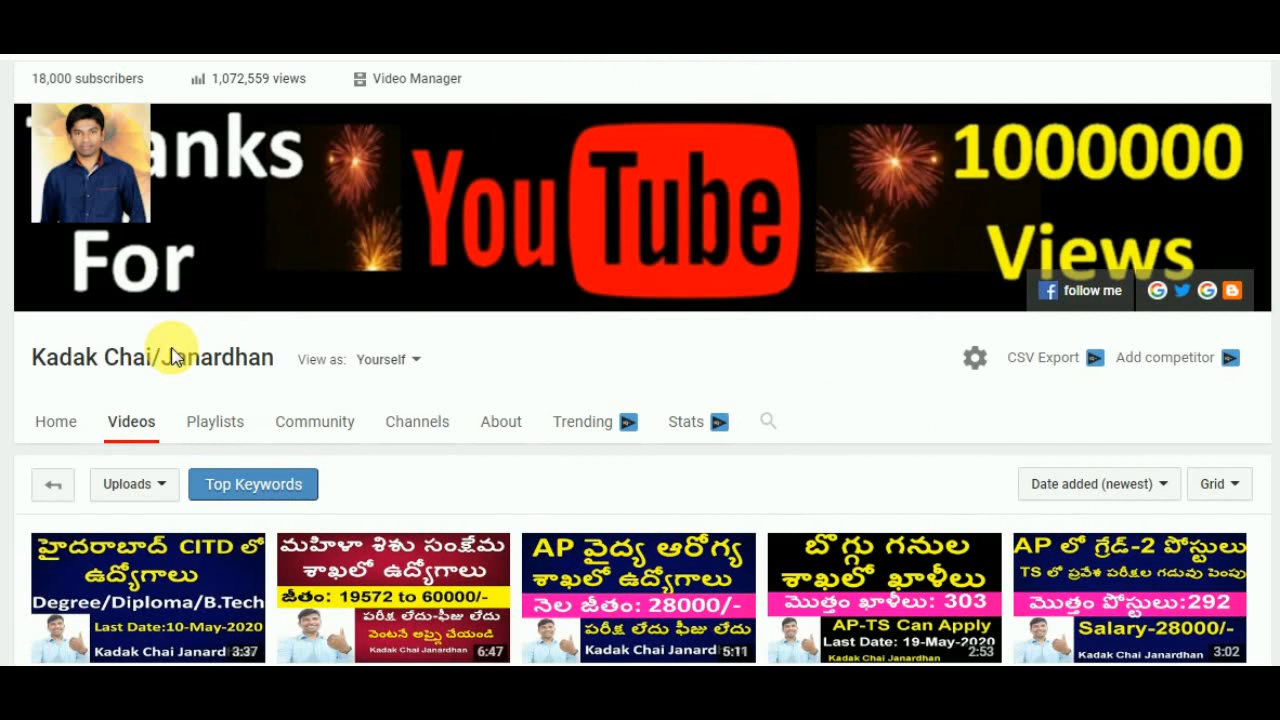 18,000 subscribers
1,072,559 views
Video Manager
anks
For
YouTube
1000000
Views
follow me
Kadak Chai/Janardhan
View as: Yourself
CSV Export
Add competitor
Home
Videos
Playlists
Community
Channels
About
Trending
Stats
Uploads
Top Keywords
Date added (newest)
Grid
హైదరాబాద్ CITD లో
ఉద్యోగాలు
Degree/Diploma/B.Tech
Last Date:10-May-2020
Kadak Chai Janard
3:37
మహిళా శిశు సంక్షేమ
శాఖలో ఉద్యోగాలు
జీతం: 19572 to 60000/-
పరీక్ష లేదు-ఫీజు లేదు
వెంటనే అప్లై చేయండి
Kadak Chai Janardhan
6:47
AP వైద్య ఆరోగ్య
శాఖలో ఉద్యోగాలు
నెల జీతం: 28000/-
పరీక్ష లేదు ఫీజు లేదు
Kadak Chai Janard
5:11
బొగ్గు గనుల
శాఖలో ఖాళీలు
మొత్తం ఖాళీలు: 303
AP-TS Can Apply
Last Date: 19-May-2020
Kadak Chai Janardhan
2:53
AP లో గ్రేడ్-2 పోస్టులు
TS లో ప్రవేశ పరీక్షల గడువు పెంపు
మొత్తం పోస్టులు:292
Salary-28000/-
Kadak Chai Janardhan
3:02